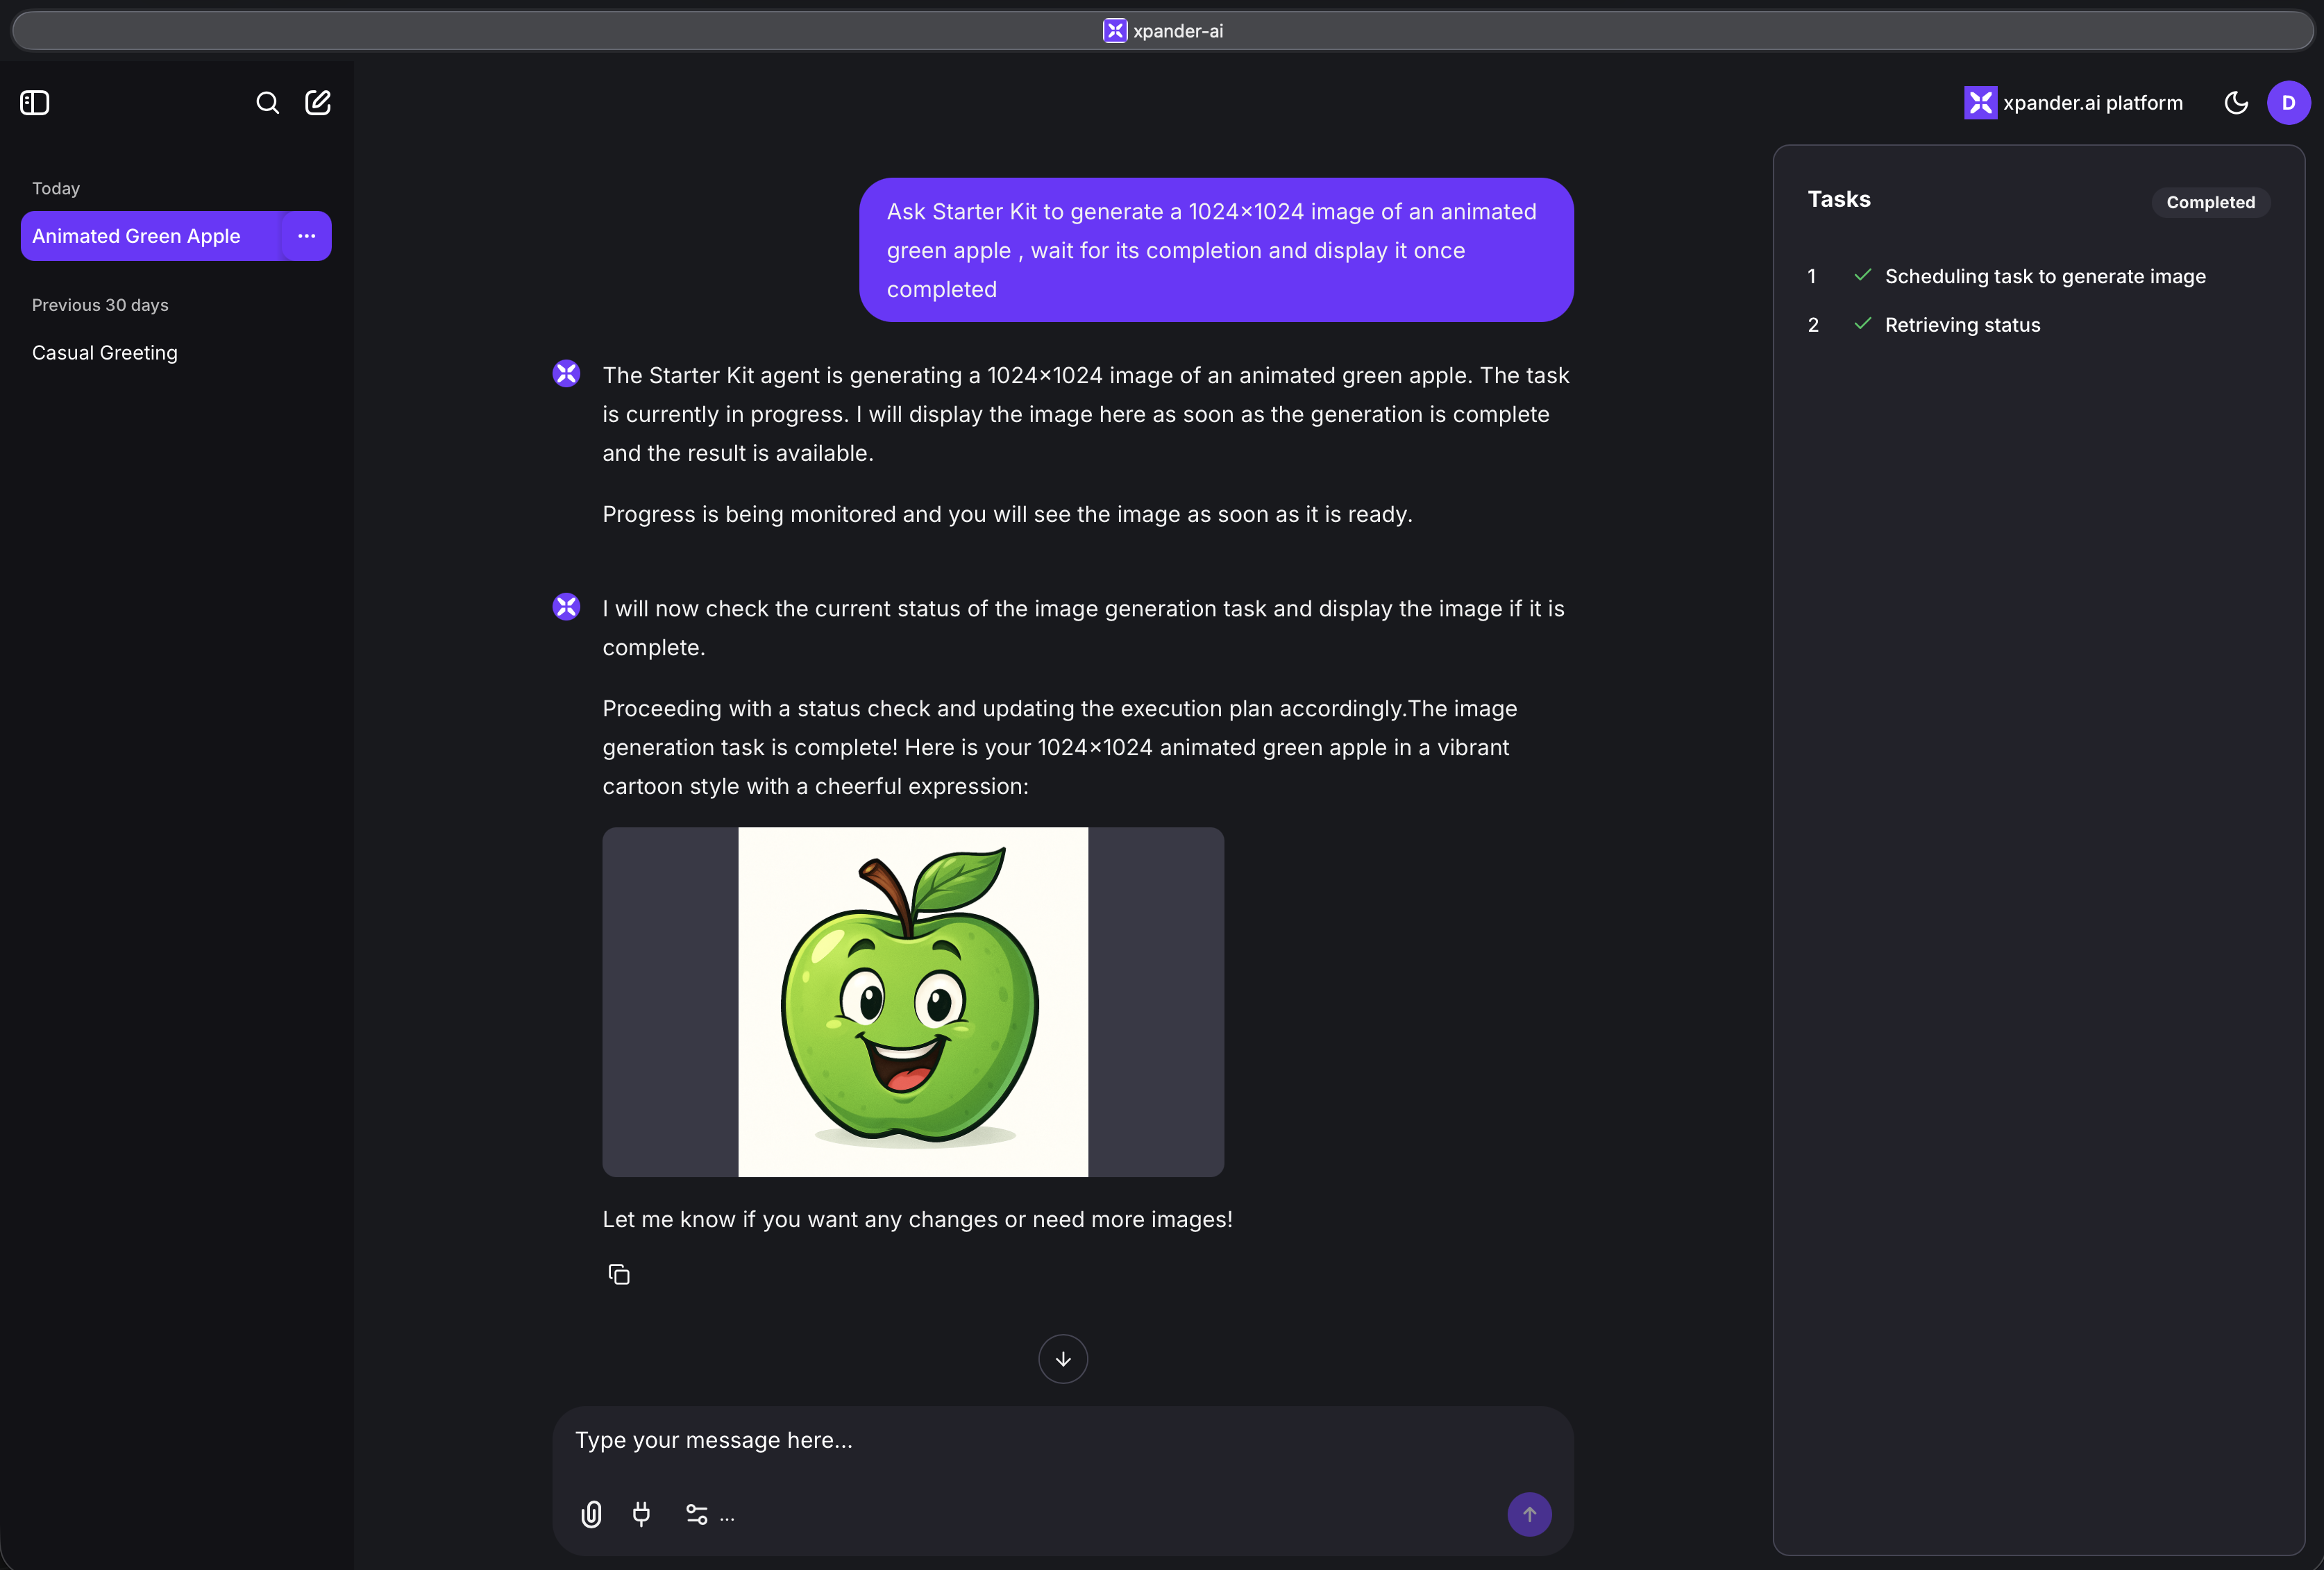 xpander-ai
xpander.ai platform
D
Today
Animated Green Apple
Previous 30 days
Casual Greeting
Ask Starter Kit to generate a 1024x1024 image of an animated
green apple , wait for its completion and display it once
completed
The Starter Kit agent is generating a 1024x1024 image of an animated green apple. The task
is currently in progress. I will display the image here as soon as the generation is complete
and the result is available.
Progress is being monitored and you will see the image as soon as it is ready.
I will now check the current status of the image generation task and display the image if it is
complete.
Proceeding with a status check and updating the execution plan accordingly.The image
generation task is complete! Here is your 1024x1024 animated green apple in a vibrant
cartoon style with a cheerful expression:
Let me know if you want any changes or need more images!
Type your message here...
...
Tasks
Completed
1 Scheduling task to generate image
2 Retrieving status